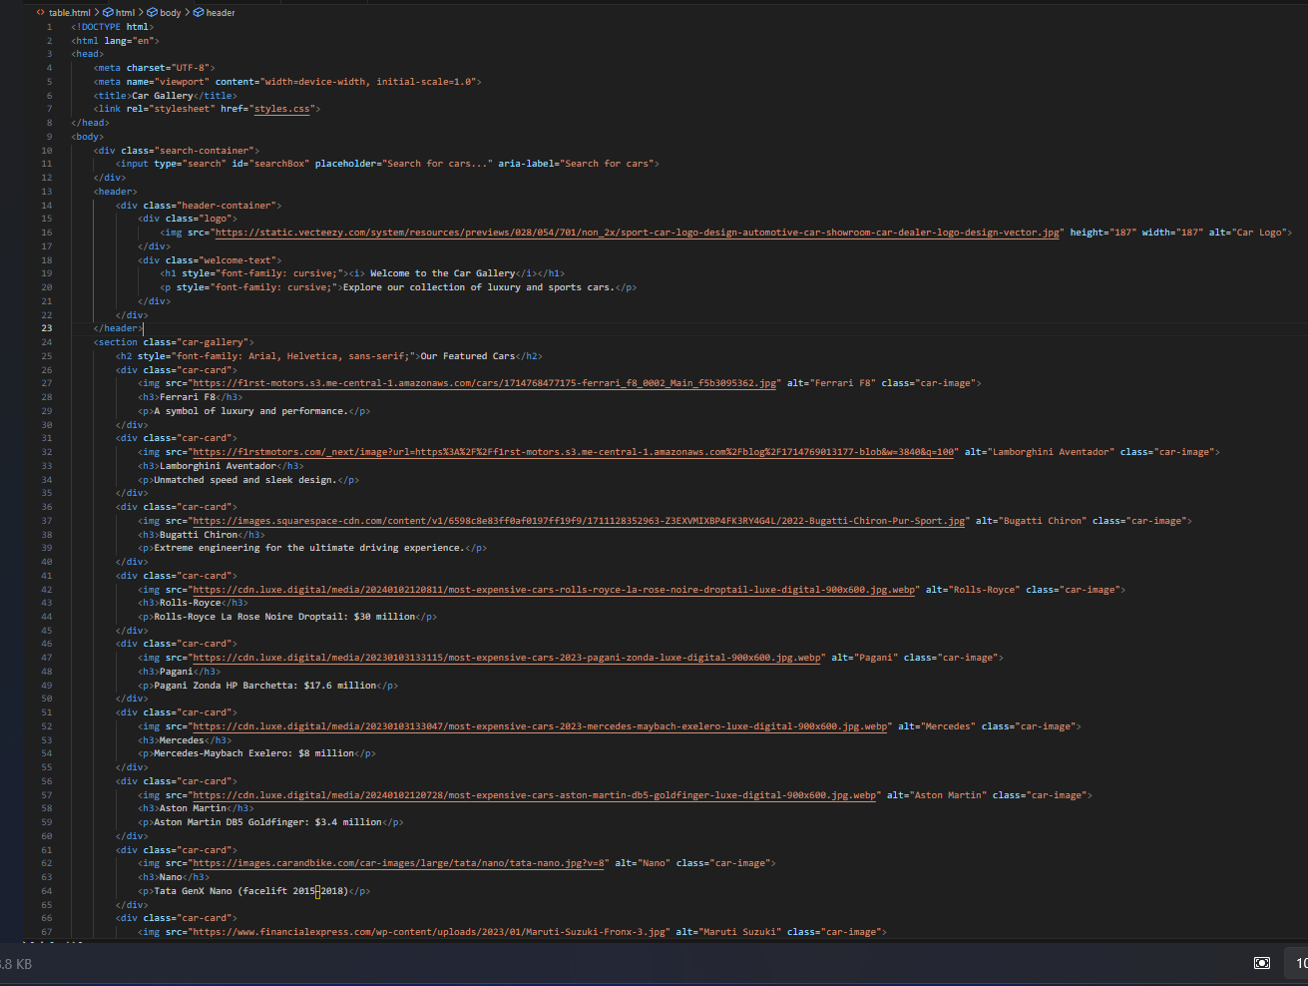 table.html > html > body > header
1 <!DOCTYPE html>
2 <html lang="en">
3 <head>
4 <meta charset="UTF-8">
5 <meta name="viewport" content="width=device-width, initial-scale=1.0">
6 <title>Car Gallery</title>
7 <link rel="stylesheet" href="styles.css">
8 </head>
9 <body>
10 <div class="search-container">
11 <input type="search" id="searchBox" placeholder="Search for cars..." aria-label="Search for cars">
12 </div>
13 <header>
14 <div class="header-container">
15 <div class="logo">
16 <img src="https://static.vecteezy.com/system/resources/previews/028/054/701/non_2x/sport-car-logo-design-automotive-car-showroom-car-dealer-logo-design-vector.jpg" height="187" width="187" alt="Car Logo">
17 </div>
18 <div class="welcome-text">
19 <h1 style="font-family: cursive;"><i> Welcome to the Car Gallery</i></h1>
20 <p style="font-family: cursive;">Explore our collection of luxury and sports cars.</p>
21 </div>
22 </div>
23 </header>
24 <section class="car-gallery">
25 <h2 style="font-family: Arial, Helvetica, sans-serif;">Our Featured Cars</h2>
26 <div class="car-card">
27 <img src="https://f1rst-motors.s3.me-central-1.amazonaws.com/cars/1714768477175-ferrari_f8_0002_Main_f5b3095362.jpg" alt="Ferrari F8" class="car-image">
28 <h3>Ferrari F8</h3>
29 <p>A symbol of luxury and performance.</p>
30 </div>
31 <div class="car-card">
32 <img src="https://f1rstmotors.com/_next/image?url=https%3A%2F%2Ff1rst-motors.s3.me-central-1.amazonaws.com%2Fblog%2F1714769013177-blob&w=3840&q=100" alt="Lamborghini Aventador" class="car-image">
33 <h3>Lamborghini Aventador</h3>
34 <p>Unmatched speed and sleek design.</p>
35 </div>
36 <div class="car-card">
37 <img src="https://images.squarespace-cdn.com/content/v1/6598c8e83ff0af0197ff19f9/1711128352963-Z3EXVMIXBP4FK3RY4G4L/2022-Bugatti-Chiron-Pur-Sport.jpg" alt="Bugatti Chiron" class="car-image">
38 <h3>Bugatti Chiron</h3>
39 <p>Extreme engineering for the ultimate driving experience.</p>
40 </div>
41 <div class="car-card">
42 <img src="https://cdn.luxe.digital/media/20240102120811/most-expensive-cars-rolls-royce-la-rose-noire-droptail-luxe-digital-900x600.jpg.webp" alt="Rolls-Royce" class="car-image">
43 <h3>Rolls-Royce</h3>
44 <p>Rolls-Royce La Rose Noire Droptail: $30 million</p>
45 </div>
46 <div class="car-card">
47 <img src="https://cdn.luxe.digital/media/20230103133115/most-expensive-cars-2023-pagani-zonda-luxe-digital-900x600.jpg.webp" alt="Pagani" class="car-image">
48 <h3>Pagani</h3>
49 <p>Pagani Zonda HP Barchetta: $17.6 million</p>
50 </div>
51 <div class="car-card">
52 <img src="https://cdn.luxe.digital/media/20230103133047/most-expensive-cars-2023-mercedes-maybach-exelero-luxe-digital-900x600.jpg.webp" alt="Mercedes" class="car-image">
53 <h3>Mercedes</h3>
54 <p>Mercedes-Maybach Exelero: $8 million</p>
55 </div>
56 <div class="car-card">
57 <img src="https://cdn.luxe.digital/media/20240102120728/most-expensive-cars-aston-martin-db5-goldfinger-luxe-digital-900x600.jpg.webp" alt="Aston Martin" class="car-image">
58 <h3>Aston Martin</h3>
59 <p>Aston Martin DB5 Goldfinger: $3.4 million</p>
60 </div>
61 <div class="car-card">
62 <img src="https://images.carandbike.com/car-images/large/tata/nano/tata-nano.jpg?v=8" alt="Nano" class="car-image">
63 <h3>Nano</h3>
64 <p>Tata GenX Nano (facelift 2015–2018)</p>
65 </div>
66 <div class="car-card">
67 <img src="https://www.financialexpress.com/wp-content/uploads/2023/01/Maruti-Suzuki-Fronx-3.jpg" alt="Maruti Suzuki" class="car-image">
.8 KB
10